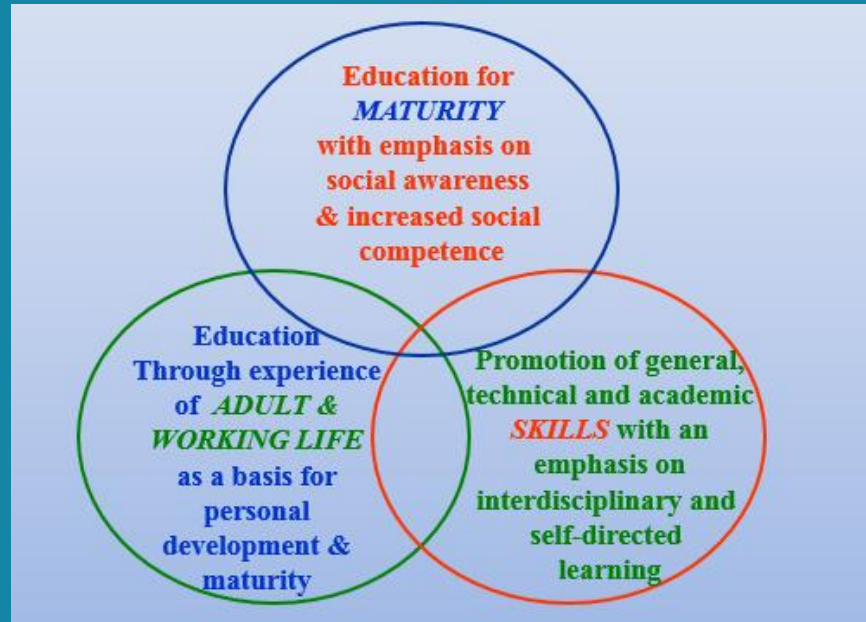 Education for
MATURITY
with emphasis on
social awareness
& increased social
competence
Education
Through experience
of ADULT &
WORKING LIFE
as a basis for
personal
development &
maturity
Promotion of general,
technical and academic
SKILLS with an
emphasis on
interdisciplinary and
self-directed
learning